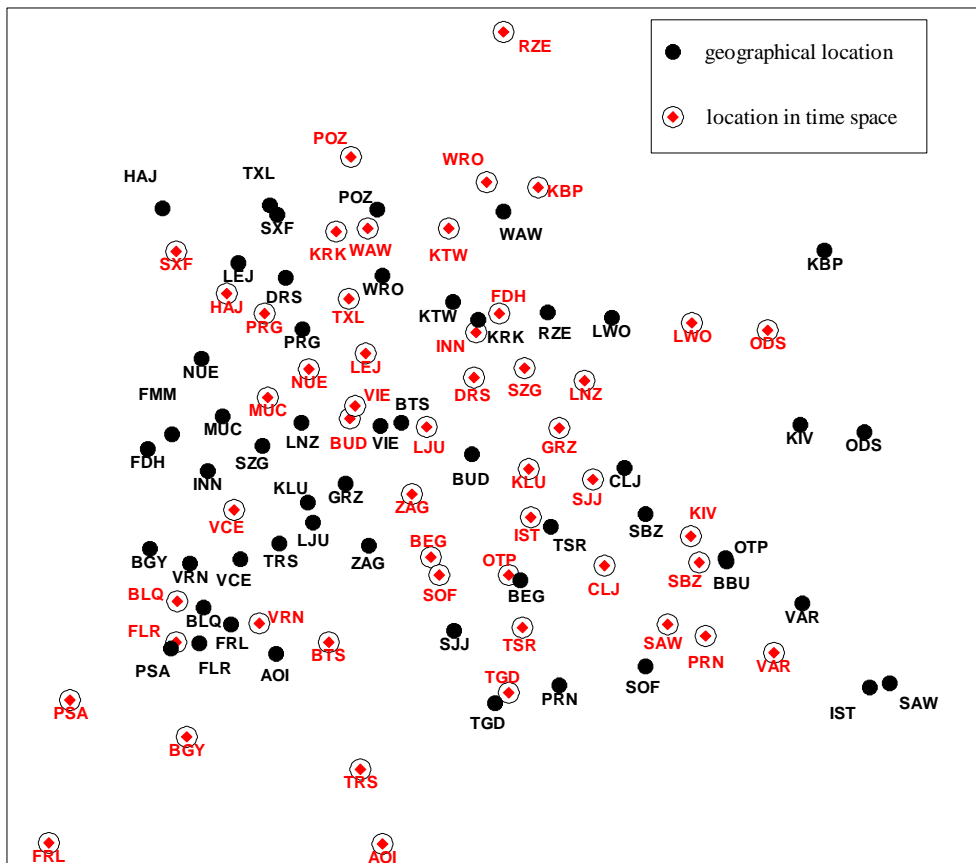 RZE
geographical location
location in time space
POZ
WRO
HAJ
TXL
KBP
POZ
SXF
WAW
KRK
WAW
KTW
SXF
LEJ
KBP
DRS
WRO
HAJ
FDH
TXL
KTW
PRG
KRK
RZE
LWO
LWO
ODS
PRG
INN
LEJ
NUE
NUE
DRS
SZG
LNZ
FMM
VIE
MUC
BTS
MUC
LNZ
BUD
VIE
LJU
GRZ
KIV
ODS
FDH
SZG
BUD
INN
KLU
CLJ
KLU
GRZ
SJJ
ZAG
VCE
LJU
IST
SBZ
KIV
TSR
BGY
TRS
ZAG
BEG
OTP
OTP
VRN
VCE
SBZ
BBU
SOF
BEG
CLJ
BLQ
BLQ
VRN
VAR
FLR
FRL
BTS
SJJ
TSR
SAW
PSA
FLR
AOI
PRN
VAR
TGD
SOF
PSA
TGD
PRN
IST
SAW
BGY
TRS
FRL
AOI